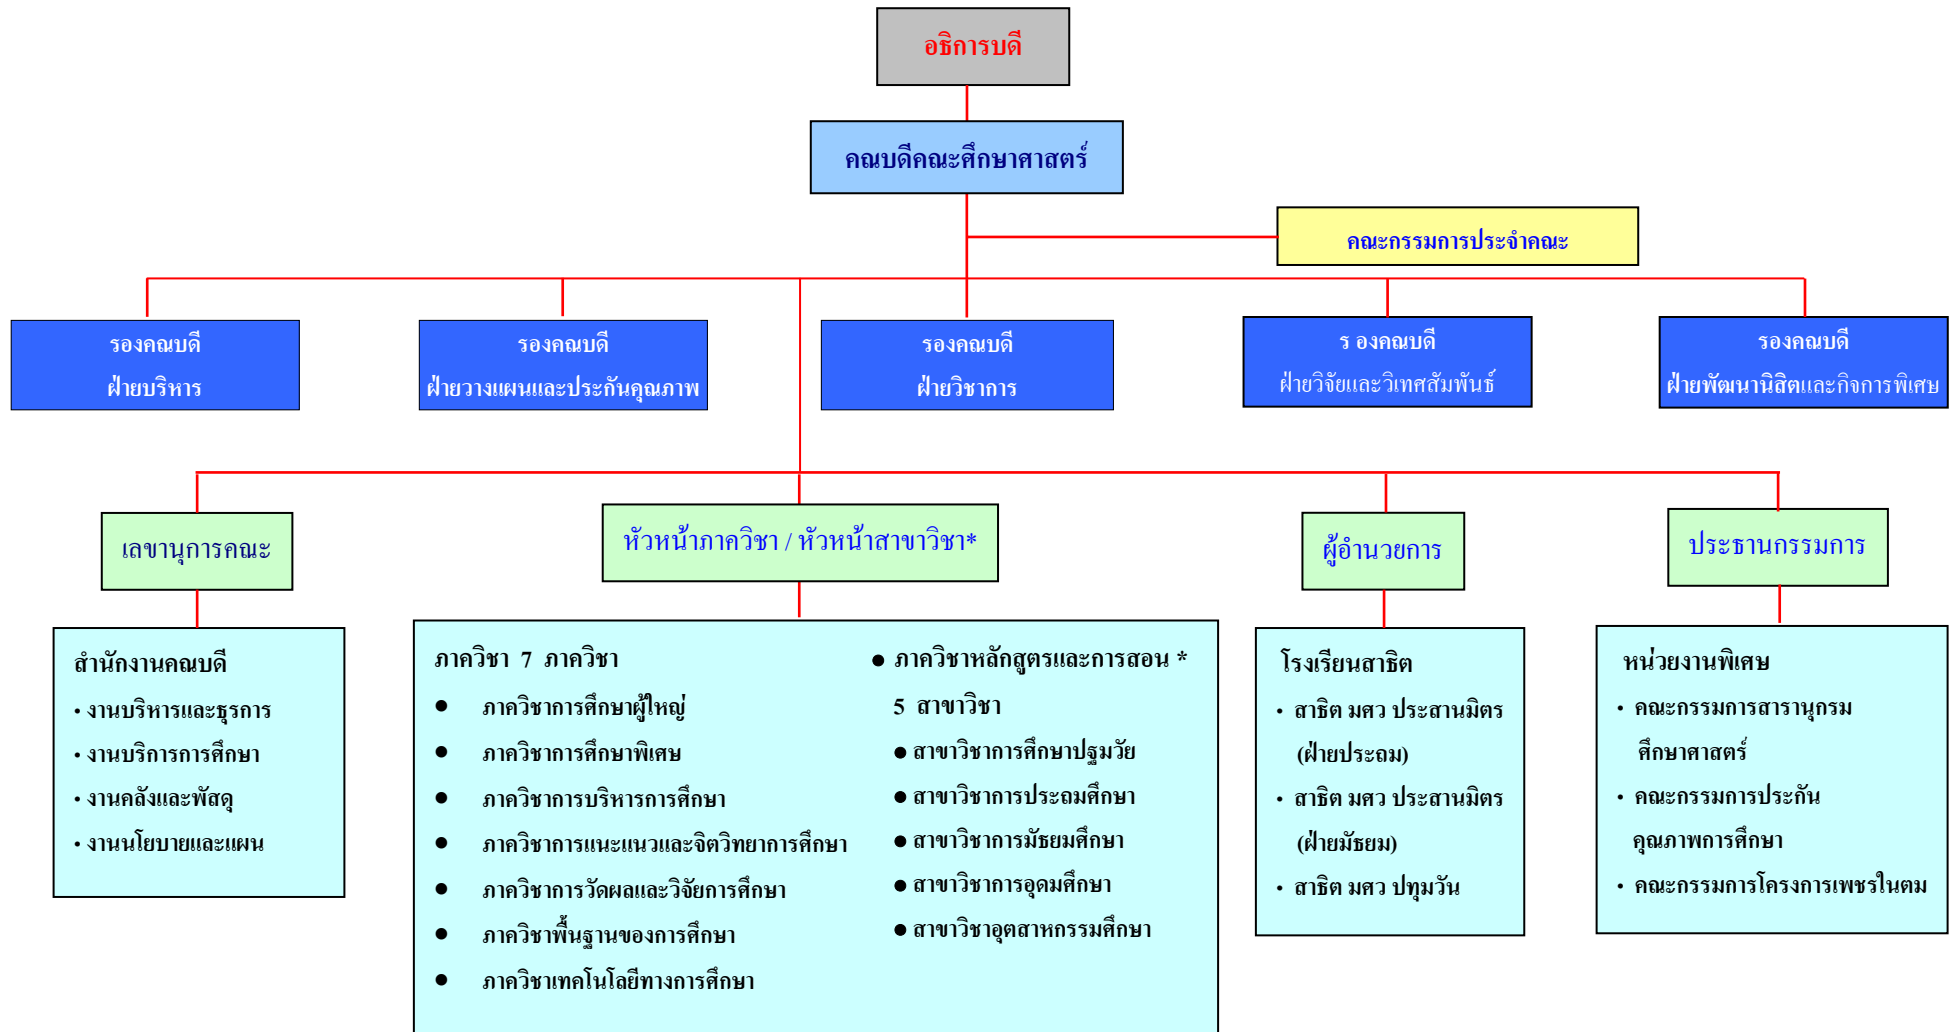 อธิการบดี
คณบดีคณะศึกษาศาสตร์
คณะกรรมการประจำคณะ
รองคณบดี
ฝ่ายบริหาร
รองคณบดี
ฝ่ายวางแผนและประกันคุณภาพ
รองคณบดี
ฝ่ายวิชาการ
ร องคณบดี
ฝ่ายวิจัยและวิเทศสัมพันธ์
รองคณบดี
ฝ่ายพัฒนานิสิตและกิจการพิเศษ
เลขานุการคณะ
หัวหน้าภาควิชา / หัวหน้าสาขาวิชา*
ผู้อำนวยการ
ประธานกรรมการ
สำนักงานคณบดี
• งานบริหารและธุรการ
• งานบริการการศึกษา
• งานคลังและพัสดุ
• งานนโยบายและแผน
ภาควิชา 7 ภาควิชา
● ภาควิชาการศึกษาผู้ใหญ่
● ภาควิชาการศึกษาพิเศษ
● ภาควิชาการบริหารการศึกษา
● ภาควิชาการแนะแนวและจิตวิทยาการศึกษา
● ภาควิชาการวัดผลและวิจัยการศึกษา
● ภาควิชาพื้นฐานของการศึกษา
● ภาควิชาเทคโนโลยีทางการศึกษา
● ภาควิชาหลักสูตรและการสอน *
5 สาขาวิชา
● สาขาวิชาการศึกษาปฐมวัย
● สาขาวิชาการประถมศึกษา
● สาขาวิชาการมัธยมศึกษา
● สาขาวิชาการอุดมศึกษา
● สาขาวิชาอุตสาหกรรมศึกษา
โรงเรียนสาธิต
• สาธิต มศว ประสานมิตร
(ฝ่ายประถม)
• สาธิต มศว ประสานมิตร
(ฝ่ายมัธยม)
• สาธิต มศว ปทุมวัน
หน่วยงานพิเศษ
• คณะกรรมการสารานุกรม
ศึกษาศาสตร์
• คณะกรรมการประกัน
คุณภาพการศึกษา
• คณะกรรมการโครงการเพชรในตม